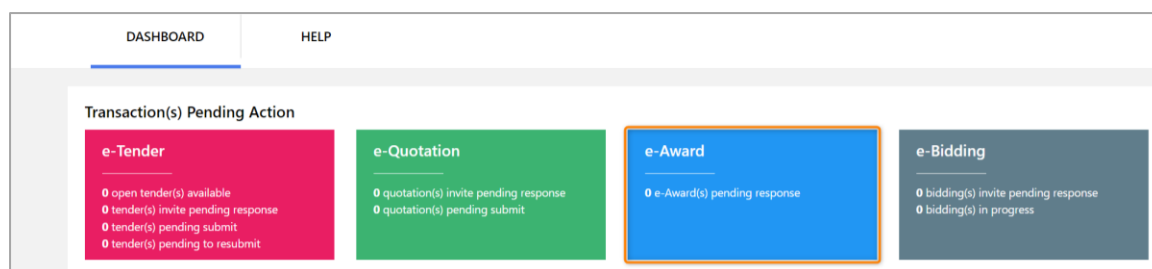 DASHBOARD HELP
Transaction(s) Pending Action
e-Tender
0 open tender(s) available
0 tender(s) invite pending response
0 tender(s) pending submit
0 tender(s) pending to resubmit
e-Quotation
0 quotation(s) invite pending response
0 quotation(s) pending submit
e-Award
0 e-Award(s) pending response
e-Bidding
0 bidding(s) invite pending response
0 bidding(s) in progress